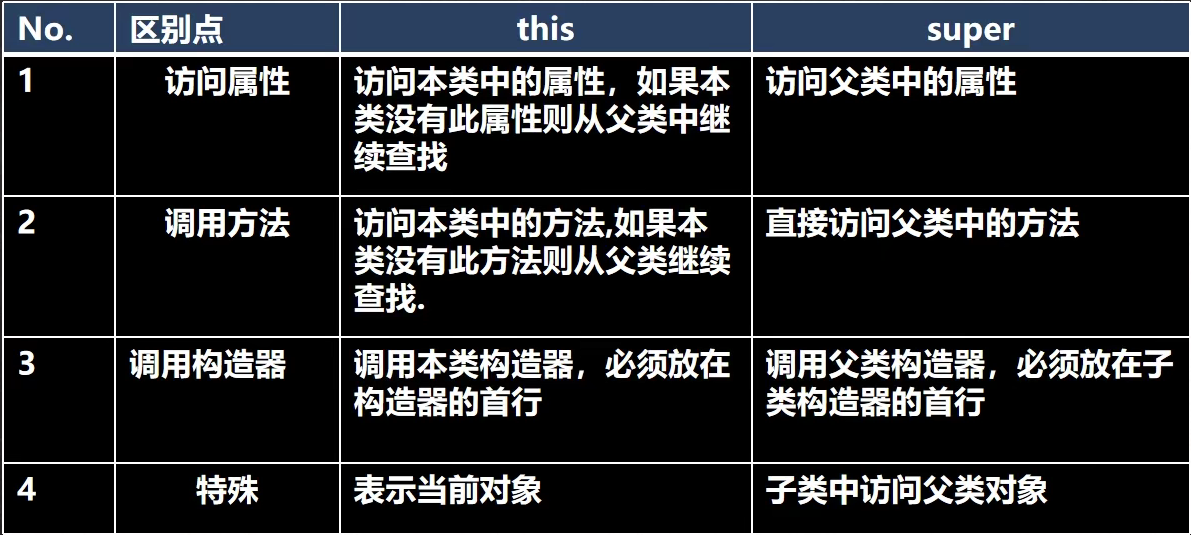 No. 区别点 this super
1 访问属性 访问本类中的属性，如果本类没有此属性则从父类中继续查找 访问父类中的属性
2 调用方法 访问本类中的方法,如果本类没有此方法则从父类继续查找. 直接访问父类中的方法
3 调用构造器 调用本类构造器，必须放在构造器的首行 调用父类构造器，必须放在子类构造器的首行
4 特殊 表示当前对象 子类中访问父类对象